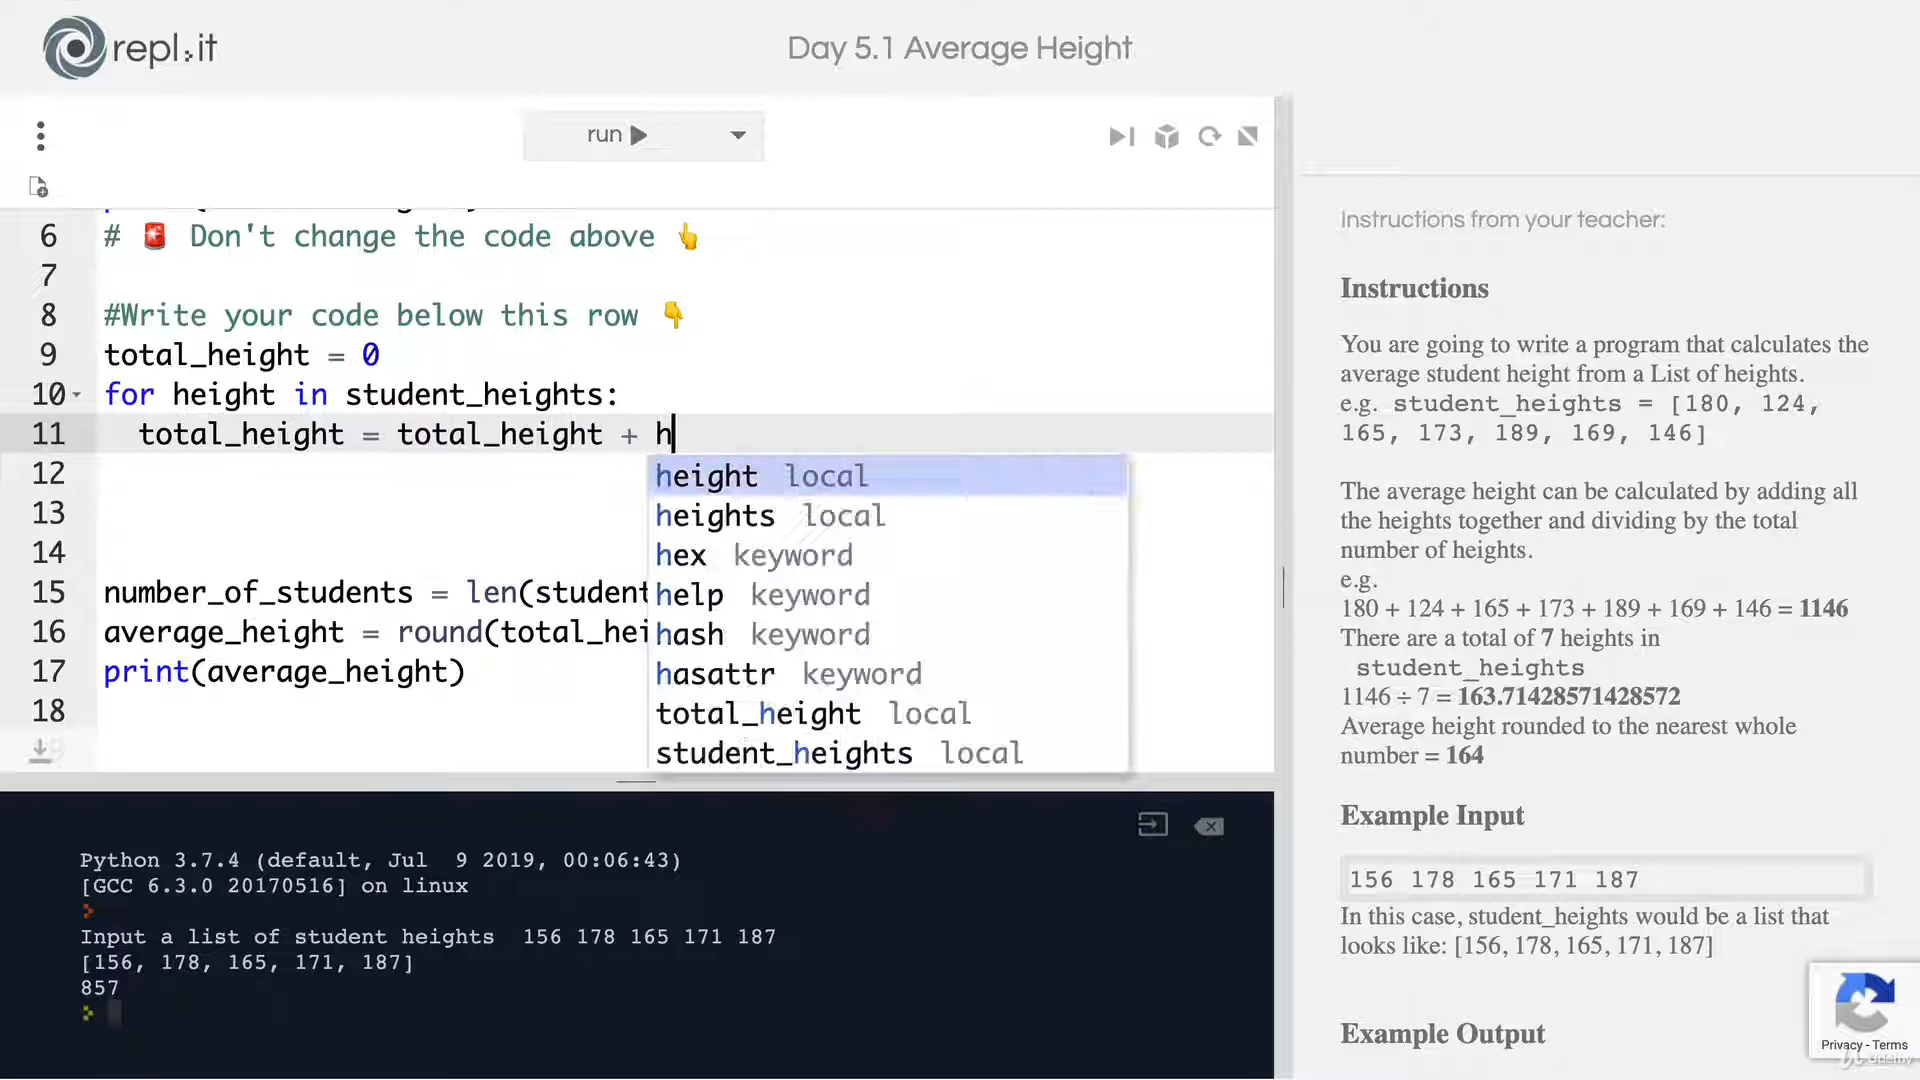 repl.it
Day 5.1 Average Height
run
6 # 🚨 Don't change the code above 👆
7
8 #Write your code below this row 👇
9 total_height = 0
10 for height in student_heights:
11 total_height = total_height + h
12
13
14
15 number_of_students = len(student
16 average_height = round(total_hei
17 print(average_height)
18
19
height local
heights local
hex keyword
help keyword
hash keyword
hasattr keyword
total_height local
student_heights local
Python 3.7.4 (default, Jul 9 2019, 00:06:43)
[GCC 6.3.0 20170516] on linux
Input a list of student heights 156 178 165 171 187
[156, 178, 165, 171, 187]
857
Instructions from your teacher:
Instructions
You are going to write a program that calculates the
average student height from a List of heights.
e.g. student_heights = [180, 124,
165, 173, 189, 169, 146]
The average height can be calculated by adding all
the heights together and dividing by the total
number of heights.
e.g.
180 + 124 + 165 + 173 + 189 + 169 + 146 = 1146
There are a total of 7 heights in
student_heights
1146 ÷ 7 = 163.71428571428572
Average height rounded to the nearest whole
number = 164
Example Input
156 178 165 171 187
In this case, student_heights would be a list that
looks like: [156, 178, 165, 171, 187]
Example Output
Privacy - Terms
Udemy